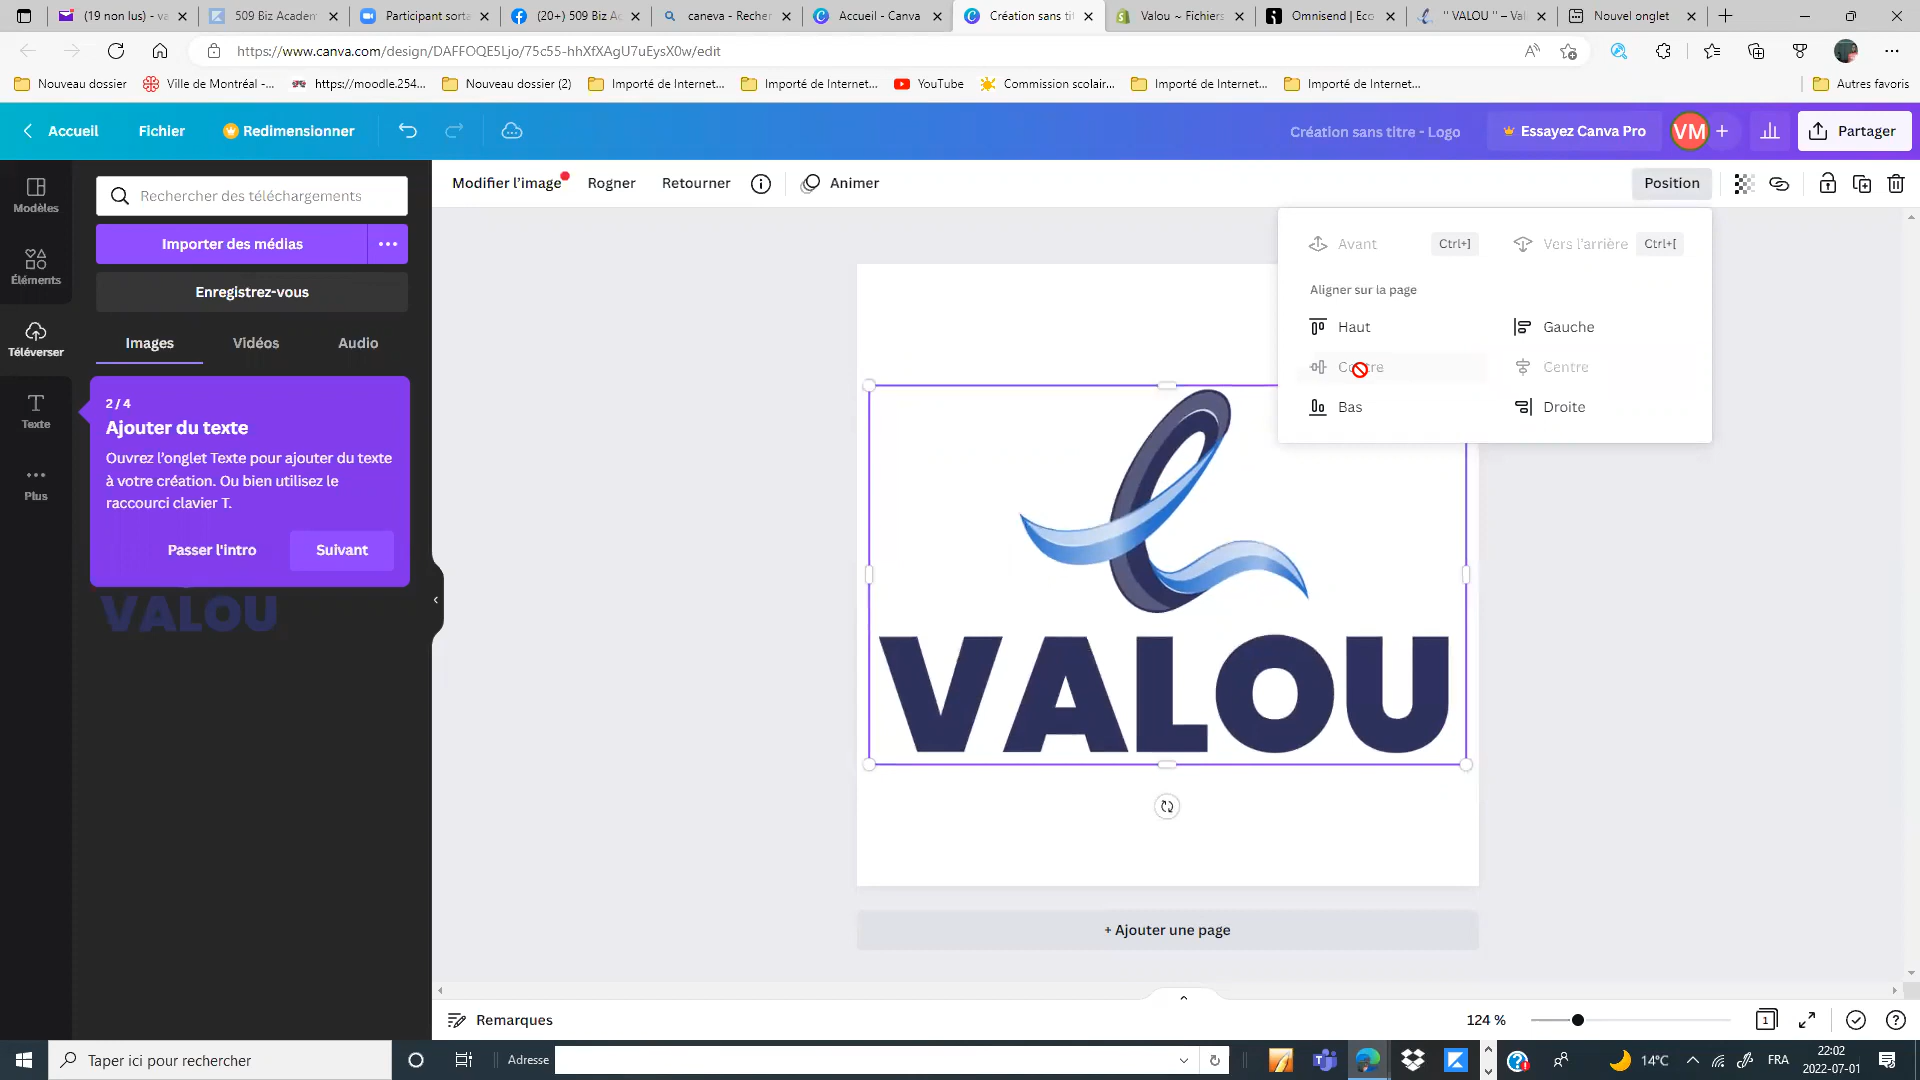 (19 non lus) - va
509 Biz Academ
Participant sorta
(20+) 509 Biz Ac
caneva - Recher
Accueil - Canva
Création sans tit
Valou ~ Fichiers
Omnisend | Eco
" VALOU " – Val
Nouvel onglet
https://www.canva.com/design/DAFFOQE5Ljo/75c55-hhXfXAgU7uEysX0w/edit
Nouveau dossier
Ville de Montréal -...
https://moodle.254...
Nouveau dossier (2)
Importé de Internet...
Importé de Internet...
YouTube
Commission scolair...
Importé de Internet...
Importé de Internet...
Autres favoris
Accueil
Fichier
Redimensionner
Création sans titre - Logo
Essayez Canva Pro
VM
Partager
Modèles
Éléments
Téléverser
Texte
Plus
Rechercher des téléchargements
Importer des médias
Enregistrez-vous
Images
Vidéos
Audio
2 / 4
Ajouter du texte
Ouvrez l'onglet Texte pour ajouter du texte
à votre création. Ou bien utilisez le
raccourci clavier T.
Passer l'intro
Suivant
VALOU
Modifier l'image
Rogner
Retourner
Animer
Position
Avant
Ctrl+]
Vers l'arrière
Ctrl+[
Aligner sur la page
Haut
Gauche
Centre
Bas
Droite
VALOU
+ Ajouter une page
Remarques
124 %
1
Taper ici pour rechercher
Adresse
14°C
FRA
22:02
2022-07-01